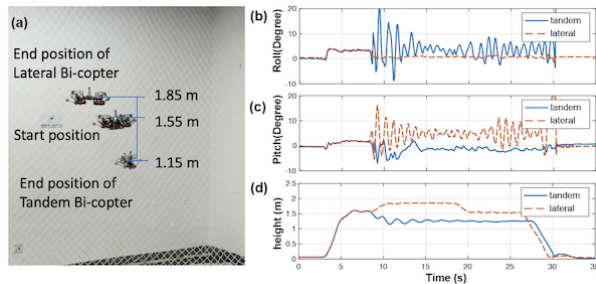 (a)
End position of
Lateral Bi-copter
1.85 m
1.55 m
Start position
1.15 m
End position of
Tandem Bi-copter
(b)
Roll(Degree)
20
10
0
-10
tandem
lateral
(c)
Pitch(Degree)
20
10
0
-10
tandem
lateral
(d)
height (m)
2.5
2
1.5
1
0.5
0
tandem
lateral
0 5 10 15 20 25 30 35
Time {s)